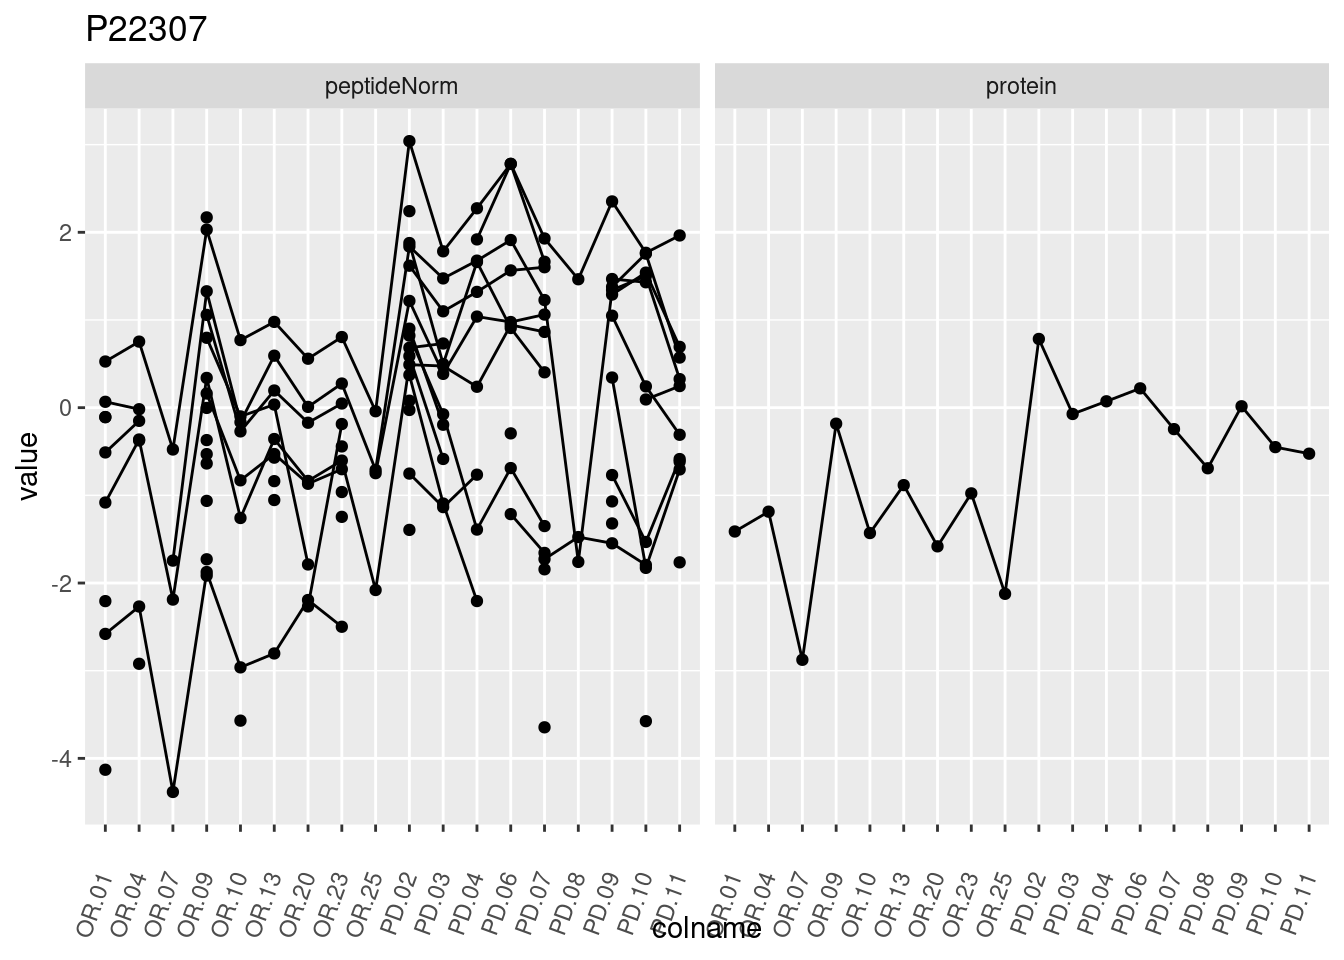 P22307
peptideNorm protein
2
0
-2
-4
value
OR.01 OR.04 OR.07 OR.09 OR.10 OR.13 OR.20 OR.23 OR.25 PD.02 PD.03 PD.04 PD.06 PD.07 PD.08 PD.09 PD.10 PD.11 OR.01 OR.04 OR.07 OR.09 OR.10 OR.13 OR.20 OR.23 OR.25 PD.02 PD.03 PD.04 PD.06 PD.07 PD.08 PD.09 PD.10 PD.11
colname